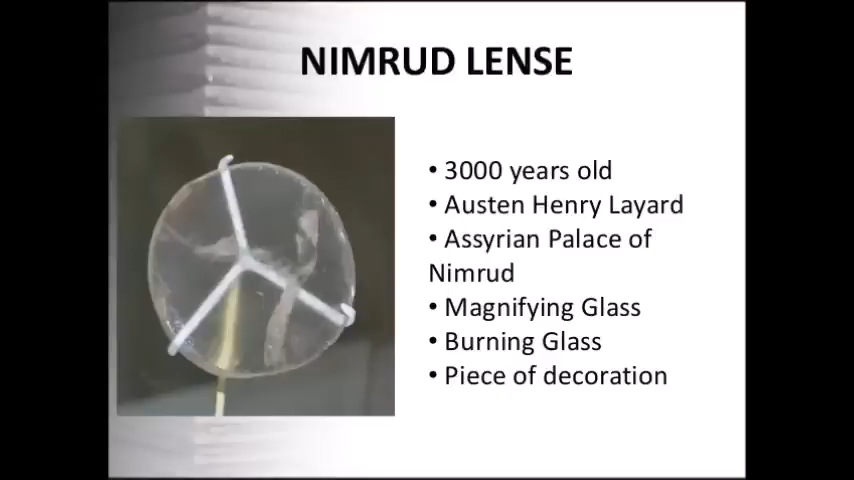 NIMRUD LENSE
• 3000 years old
• Austen Henry Layard
• Assyrian Palace of
Nimrud
• Magnifying Glass
• Burning Glass
• Piece of decoration